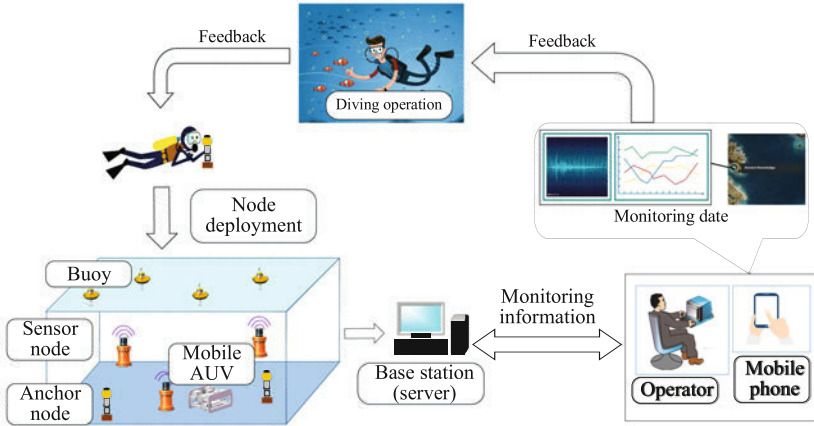 Feedback
Feedback
Diving operation
Monitoring date
Node
deployment
Buoy
Sensor
node
Mobile
AUV
Anchor
node
Base station
(server)
Monitoring
information
Operator
Mobile
phone